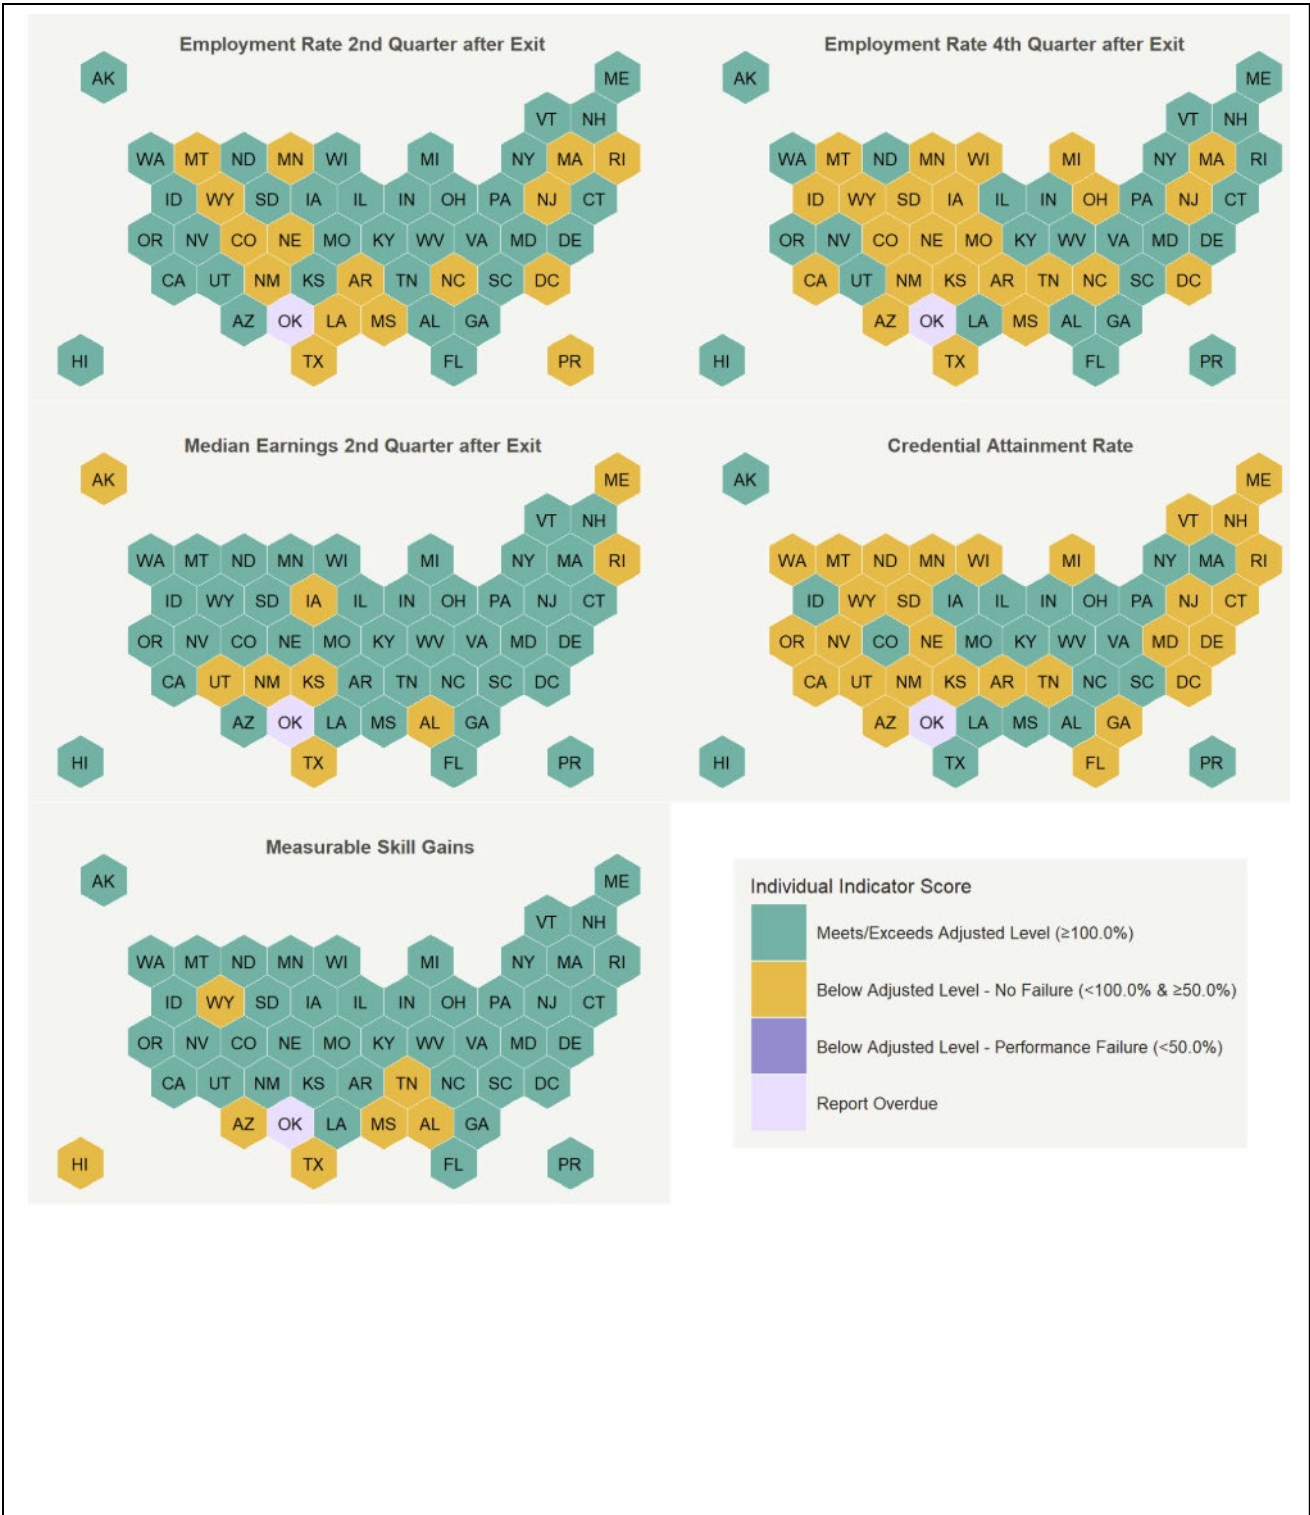 Employment Rate 2nd Quarter after Exit
AK ME
VT NH
WA MT ND MN WI MI NY MA RI
ID WY SD IA IL IN OH PA NJ CT
OR NV CO NE MO KY WV VA MD DE
CA UT NM KS AR TN NC SC DC
AZ OK LA MS AL GA
HI TX FL PR
Employment Rate 4th Quarter after Exit
AK ME
VT NH
WA MT ND MN WI MI NY MA RI
ID WY SD IA IL IN OH PA NJ CT
OR NV CO NE MO KY WV VA MD DE
CA UT NM KS AR TN NC SC DC
AZ OK LA MS AL GA
HI TX FL PR
Median Earnings 2nd Quarter after Exit
AK ME
VT NH
WA MT ND MN WI MI NY MA RI
ID WY SD IA IL IN OH PA NJ CT
OR NV CO NE MO KY WV VA MD DE
CA UT NM KS AR TN NC SC DC
AZ OK LA MS AL GA
HI TX FL PR
Credential Attainment Rate
AK ME
VT NH
WA MT ND MN WI MI NY MA RI
ID WY SD IA IL IN OH PA NJ CT
OR NV CO NE MO KY WV VA MD DE
CA UT NM KS AR TN NC SC DC
AZ OK LA MS AL GA
HI TX FL PR
Measurable Skill Gains
AK ME
VT NH
WA MT ND MN WI MI NY MA RI
ID WY SD IA IL IN OH PA NJ CT
OR NV CO NE MO KY WV VA MD DE
CA UT NM KS AR TN NC SC DC
AZ OK LA MS AL GA
HI TX FL PR
Individual Indicator Score
Meets/Exceeds Adjusted Level (≥100.0%)
Below Adjusted Level - No Failure (<100.0% & ≥50.0%)
Below Adjusted Level - Performance Failure (<50.0%)
Report Overdue